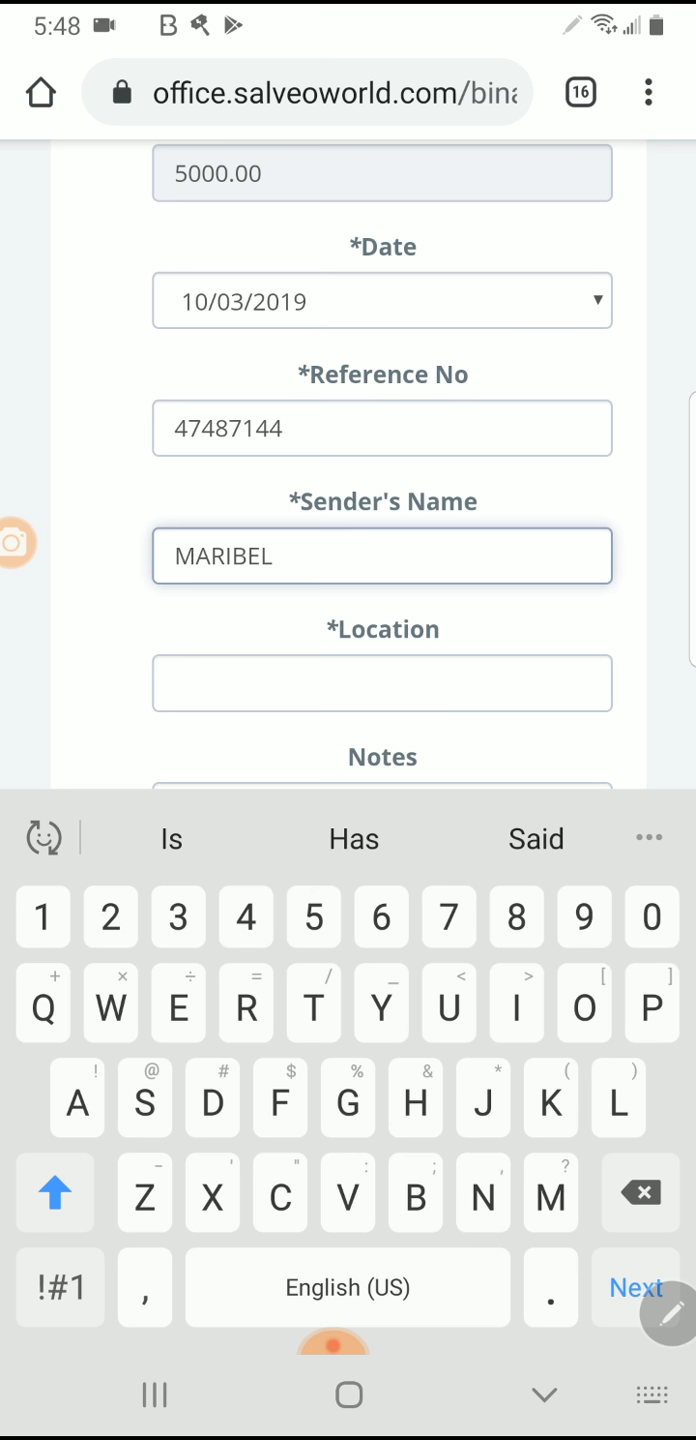 5:48
office.salveoworld.com/bina
16
5000.00
*Date
10/03/2019
*Reference No
47487144
*Sender's Name
MARIBEL
*Location
Notes
Is Has Said
1 2 3 4 5 6 7 8 9 0
+ × ÷ = / _ < > [ ]
Q W E R T Y U I O P
! @ # $ % & * ( )
A S D F G H J K L
- ' " : ; , ?
Z X C V B N M
!#1 , English (US) . Next